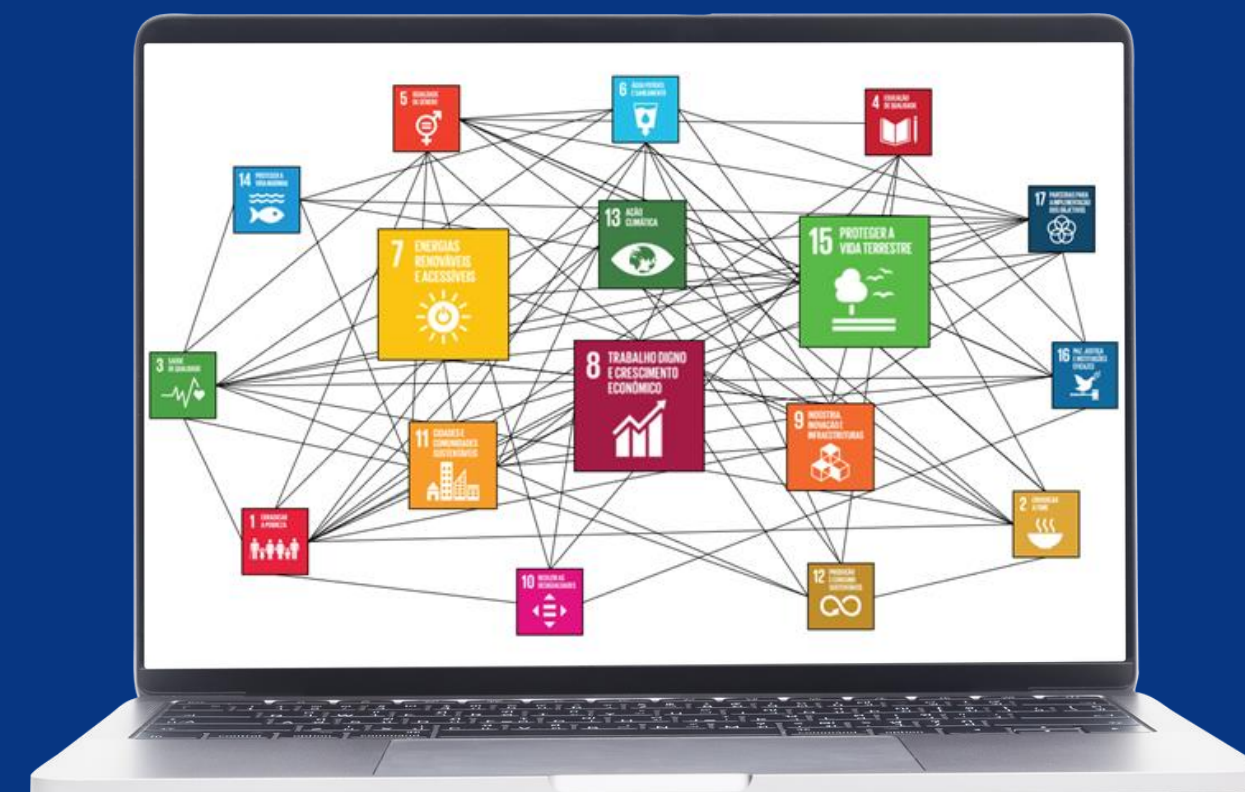 5 IGUALDADE
DE GÉNERO
6 ÁGUA POTÁVEL
E SANEAMENTO
4 EDUCAÇÃO
DE QUALIDADE
14 PROTEGER A
VIDA MARINHA
13 AÇÃO
CLIMÁTICA
17 PARCERIAS PARA
A IMPLEMENTAÇÃO
DOS OBJETIVOS
7 ENERGIAS
RENOVÁVEIS
E ACESSÍVEIS
15 PROTEGER A
VIDA TERRESTRE
3 SAÚDE
DE QUALIDADE
8 TRABALHO DIGNO
E CRESCIMENTO
ECONÓMICO
16 PAZ, JUSTIÇA
E INSTITUIÇÕES
EFICAZES
11 CIDADES E
COMUNIDADES
SUSTENTÁVEIS
9 INDÚSTRIA,
INOVAÇÃO E
INFRAESTRUTURAS
1 ERRADICAR
A POBREZA
2 ERRADICAR
A FOME
10 REDUZIR AS
DESIGUALDADES
12 PRODUÇÃO
E CONSUMO
SUSTENTÁVEIS